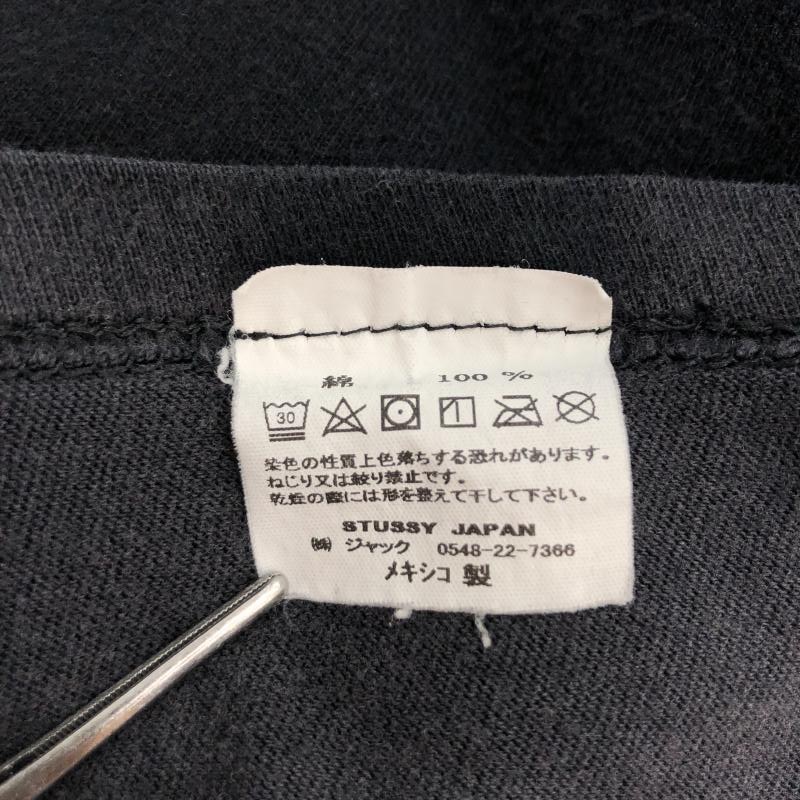 綿 100 %
30
染色の性質上色落ちする恐れがあります。
ねじり又は絞り禁止です。
乾燥の際には形を整えて干して下さい。
STUSSY JAPAN
㈱ ジャック 0548-22-7366
メキシコ 製